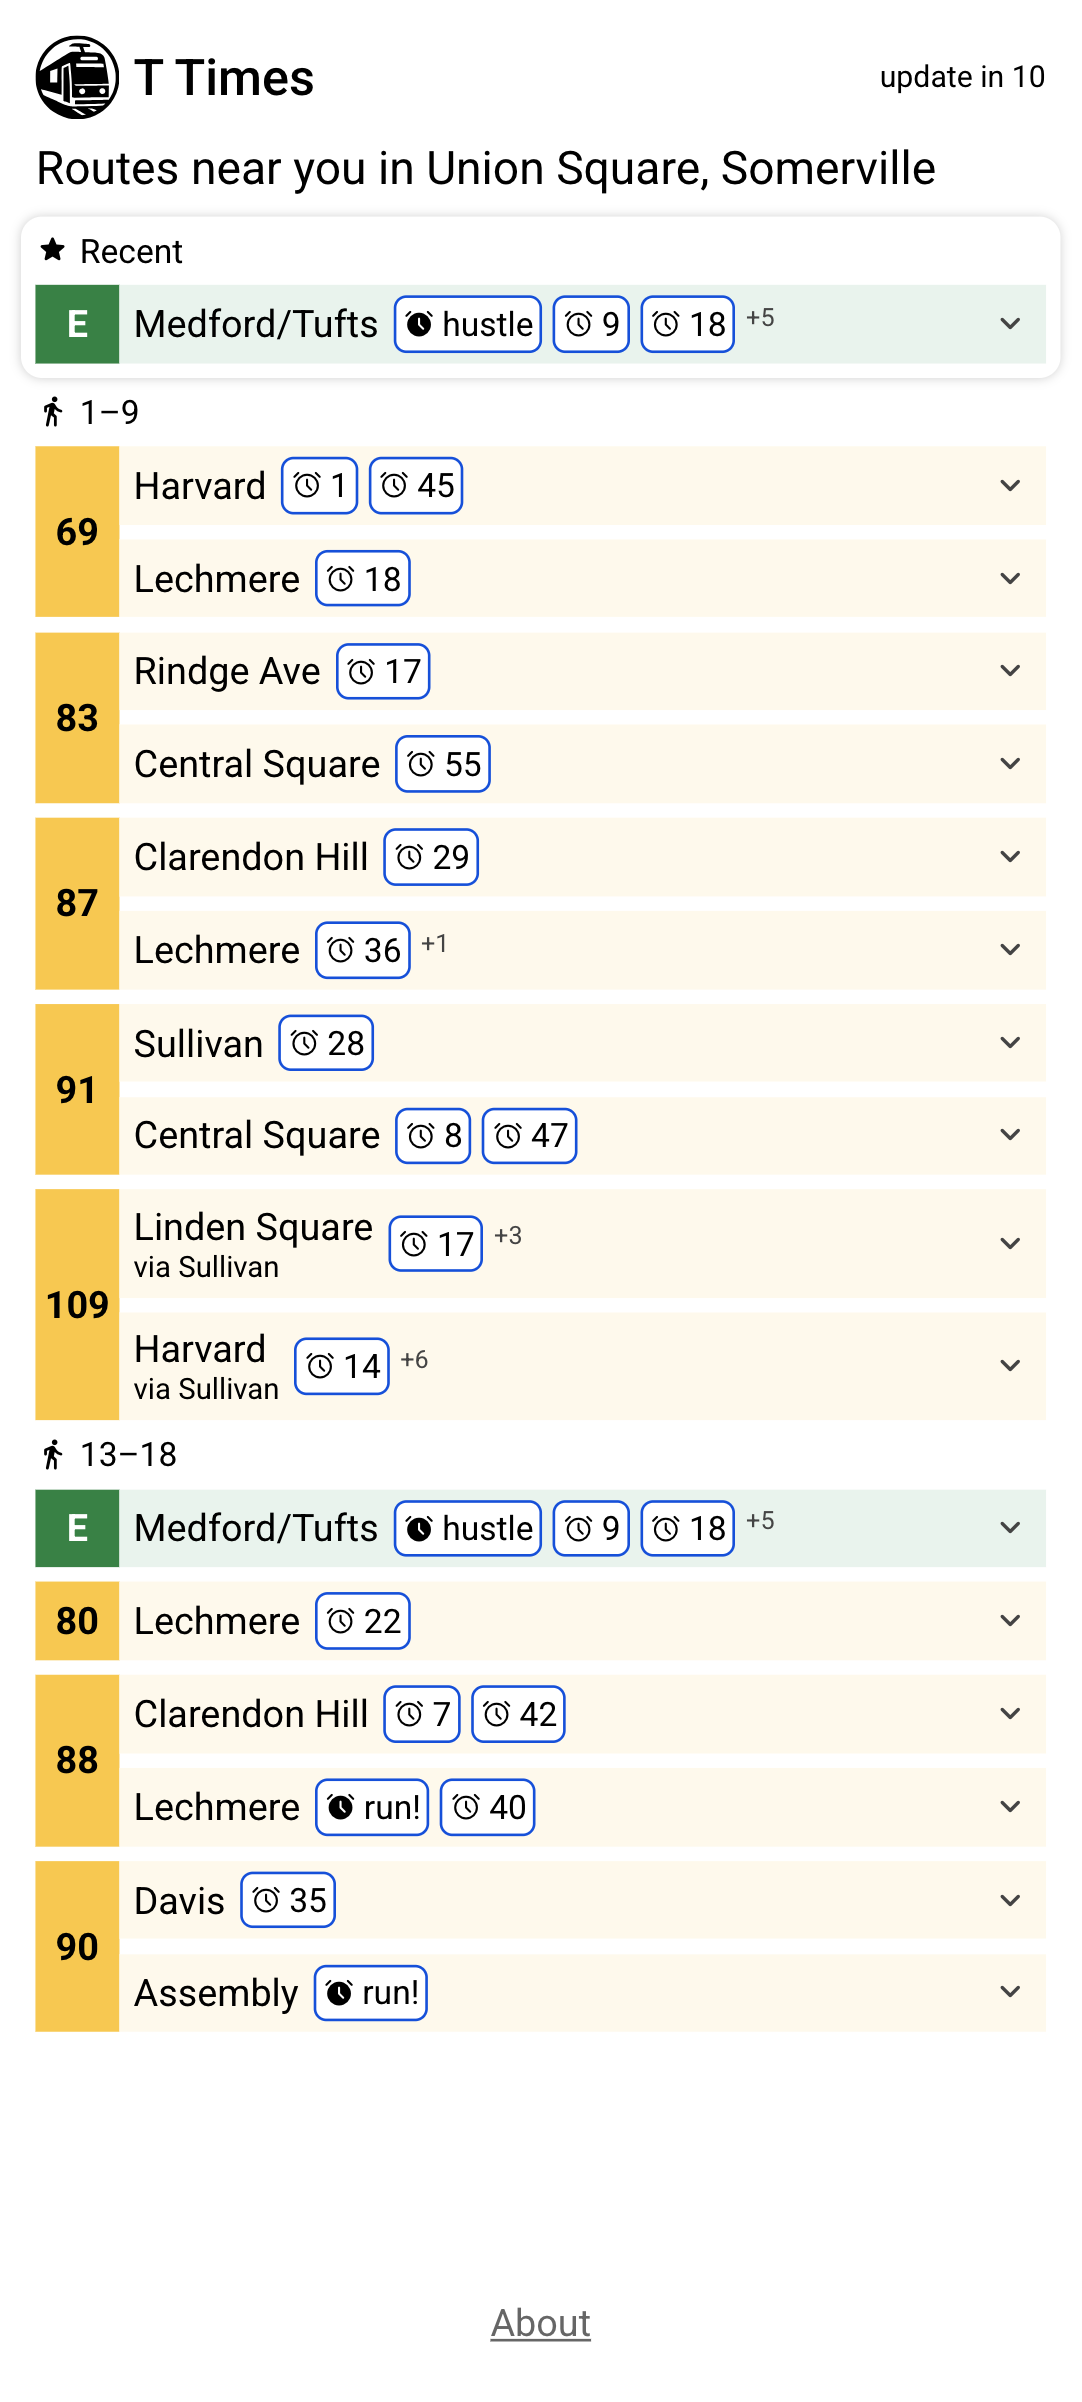 T Times
update in 10
Routes near you in Union Square, Somerville
Recent
E Medford/Tufts hustle 9 18 +5
1–9
69
Harvard 1 45
Lechmere 18
83
Rindge Ave 17
Central Square 55
87
Clarendon Hill 29
Lechmere 36 +1
91
Sullivan 28
Central Square 8 47
109
Linden Square 17 +3
via Sullivan
Harvard 14 +6
via Sullivan
13–18
E Medford/Tufts hustle 9 18 +5
80 Lechmere 22
88
Clarendon Hill 7 42
Lechmere run! 40
90
Davis 35
Assembly run!
About